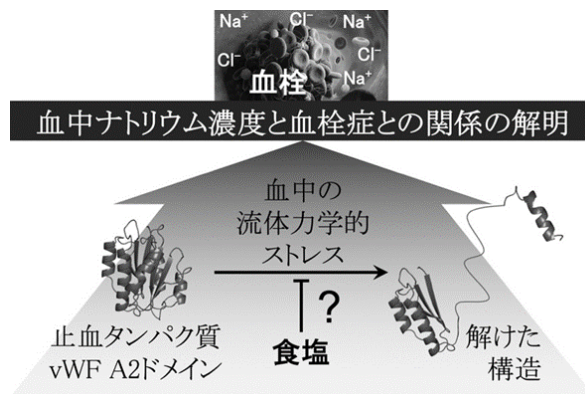 Na⁺
Cl⁻
Cl⁻
Cl⁻
Na⁺
血栓
血中ナトリウム濃度と血栓症との関係の解明
血中の
流体力学的
ストレス
?
食塩
止血タンパク質
vWF A2ドメイン
解けた
構造